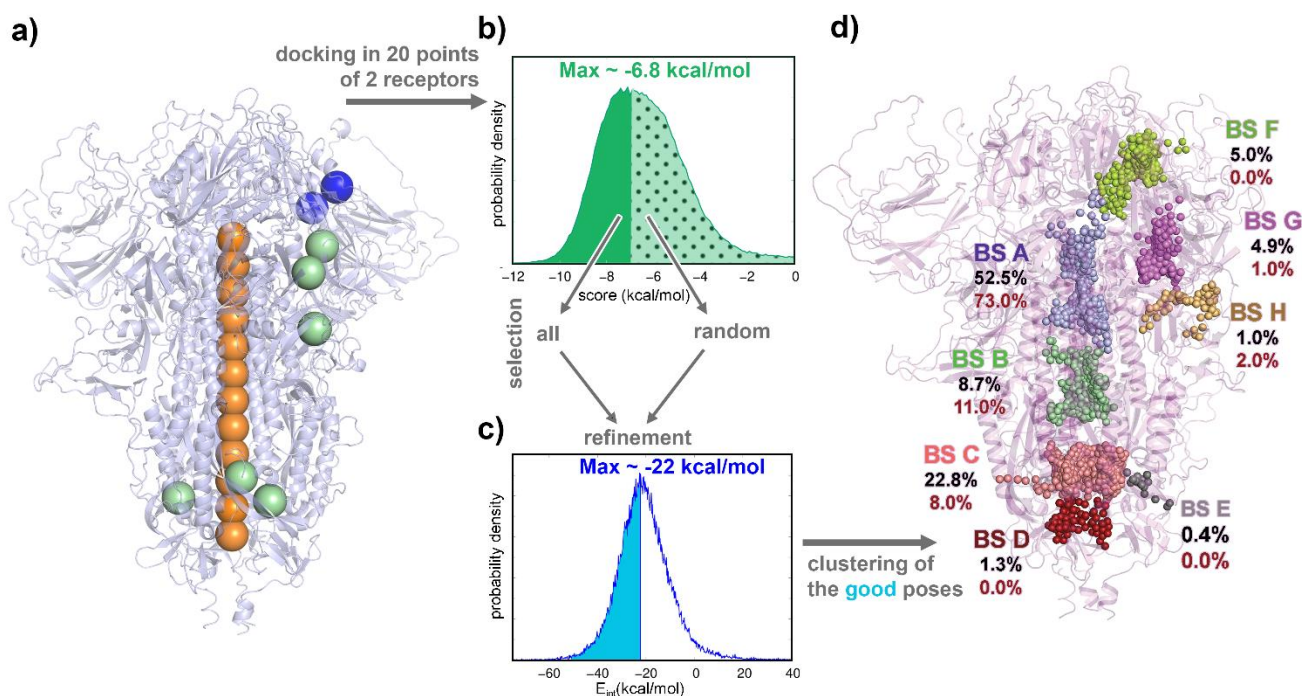 a)
docking in 20 points
of 2 receptors
b)
Max ~ -6.8 kcal/mol
probability density
-12 -10 -8 -6 -4 -2 0
score (kcal/mol)
selection
all
random
refinement
c)
Max ~ -22 kcal/mol
probability density
-60 -40 -20 0 20 40
E_int(kcal/mol)
clustering of
the good poses
d)
BS F
5.0%
0.0%
BS G
4.9%
1.0%
BS A
52.5%
73.0%
BS H
1.0%
2.0%
BS B
8.7%
11.0%
BS C
22.8%
8.0%
BS E
0.4%
0.0%
BS D
1.3%
0.0%